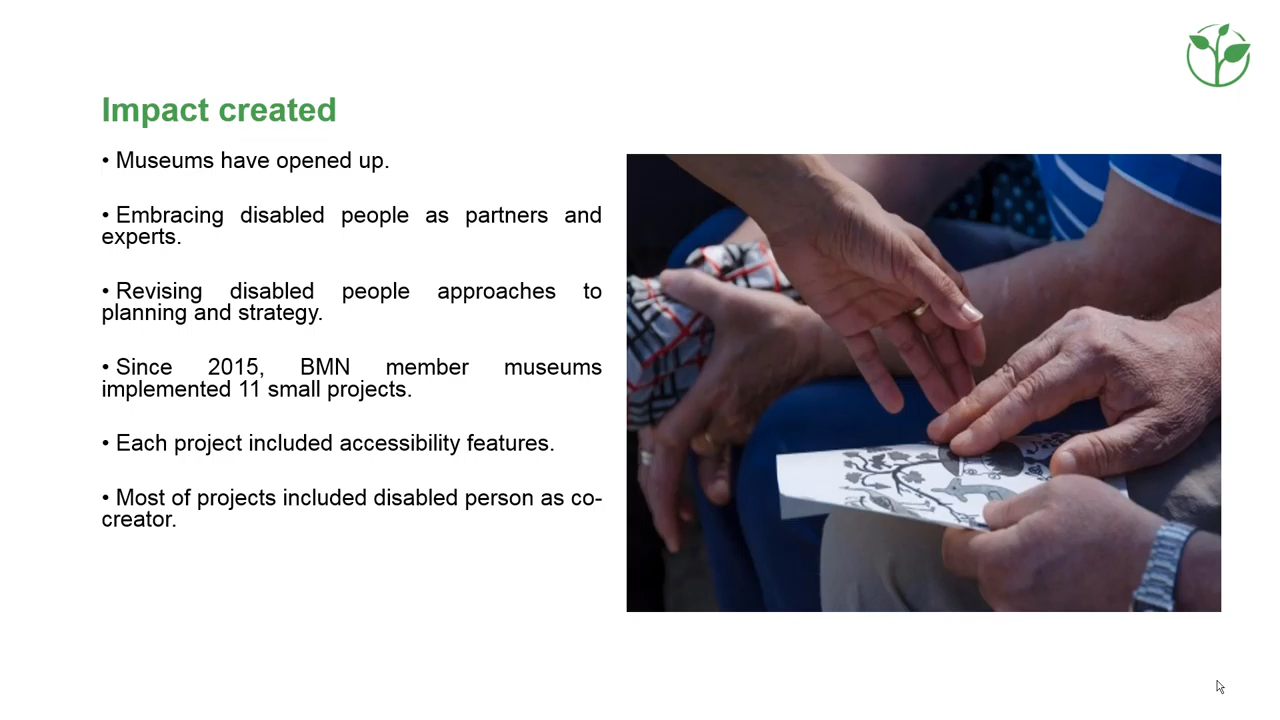 Impact created
• Museums have opened up.
• Embracing disabled people as partners and
experts.
• Revising disabled people approaches to
planning and strategy.
• Since 2015, BMN member museums
implemented 11 small projects.
• Each project included accessibility features.
• Most of projects included disabled person as co-
creator.